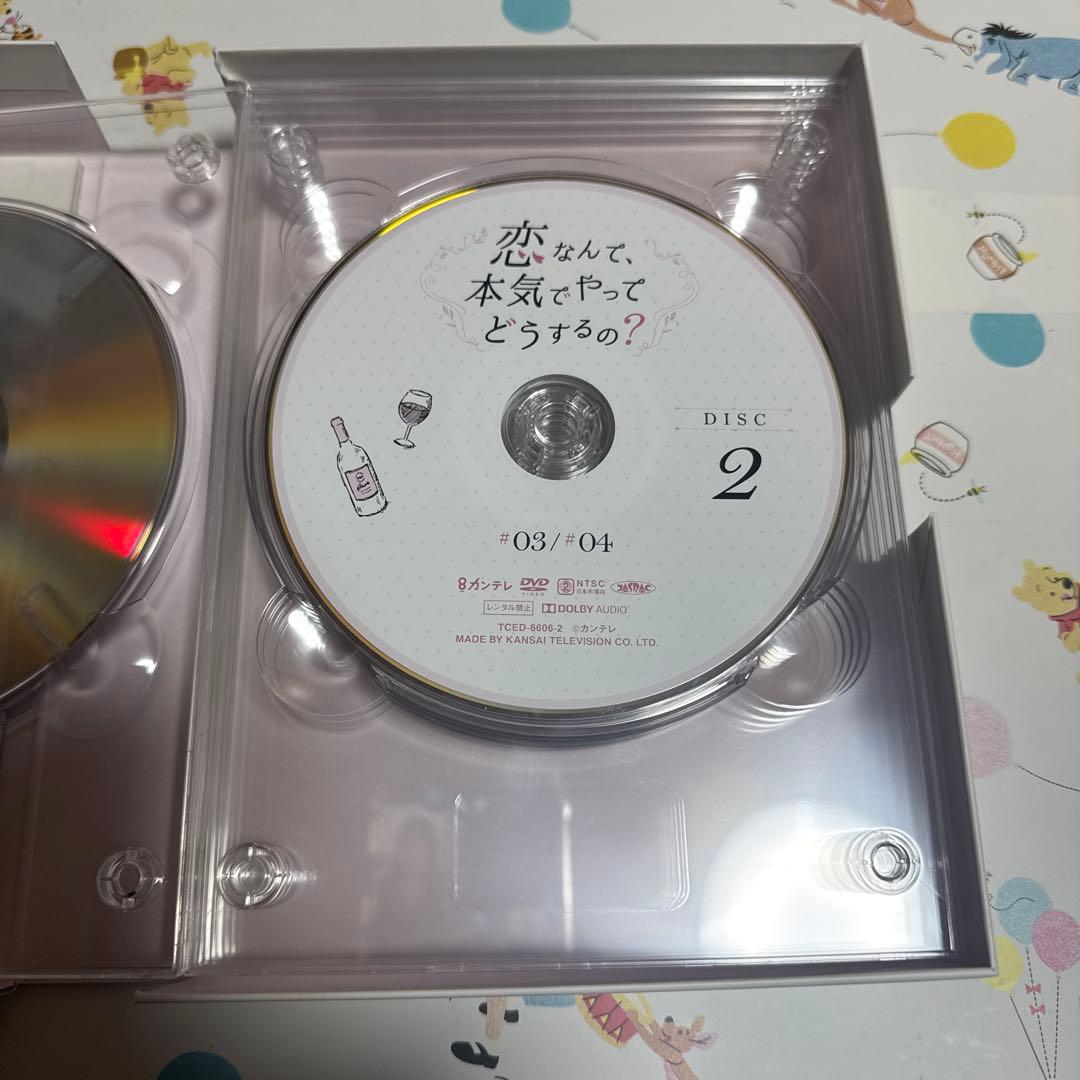 恋なんて、
本気でやって
どうするの?
DISC
2
#03/#04
カンテレ DVD VIDEO 2 NTSC 日本市場向 JASRAC
レンタル禁止 DOLBY AUDIO
TCED-6606-2 ©カンテレ
MADE BY KANSAI TELEVISION CO. LTD.